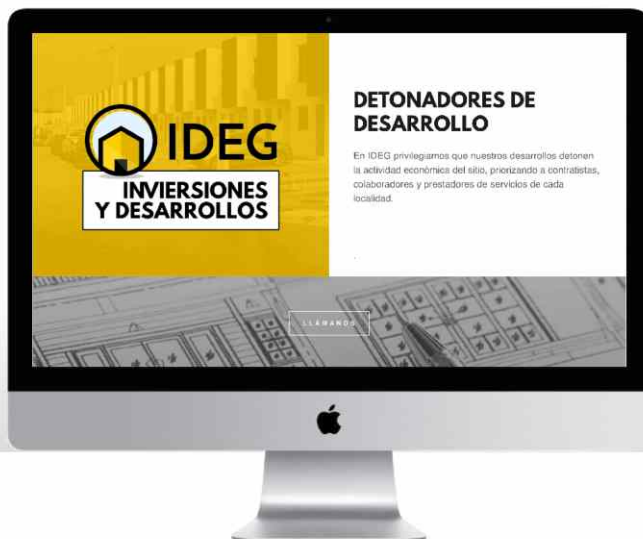 IDEG
INVIERSIONES
Y DESARROLLOS
DETONADORES DE
DESARROLLO
En IDEG privilegiamos que nuestros desarrollos detonen
la actividad económica del sitio, priorizando a contratistas,
colaboradores y prestadores de servicios de cada
localidad.
.
LLÁMANOS